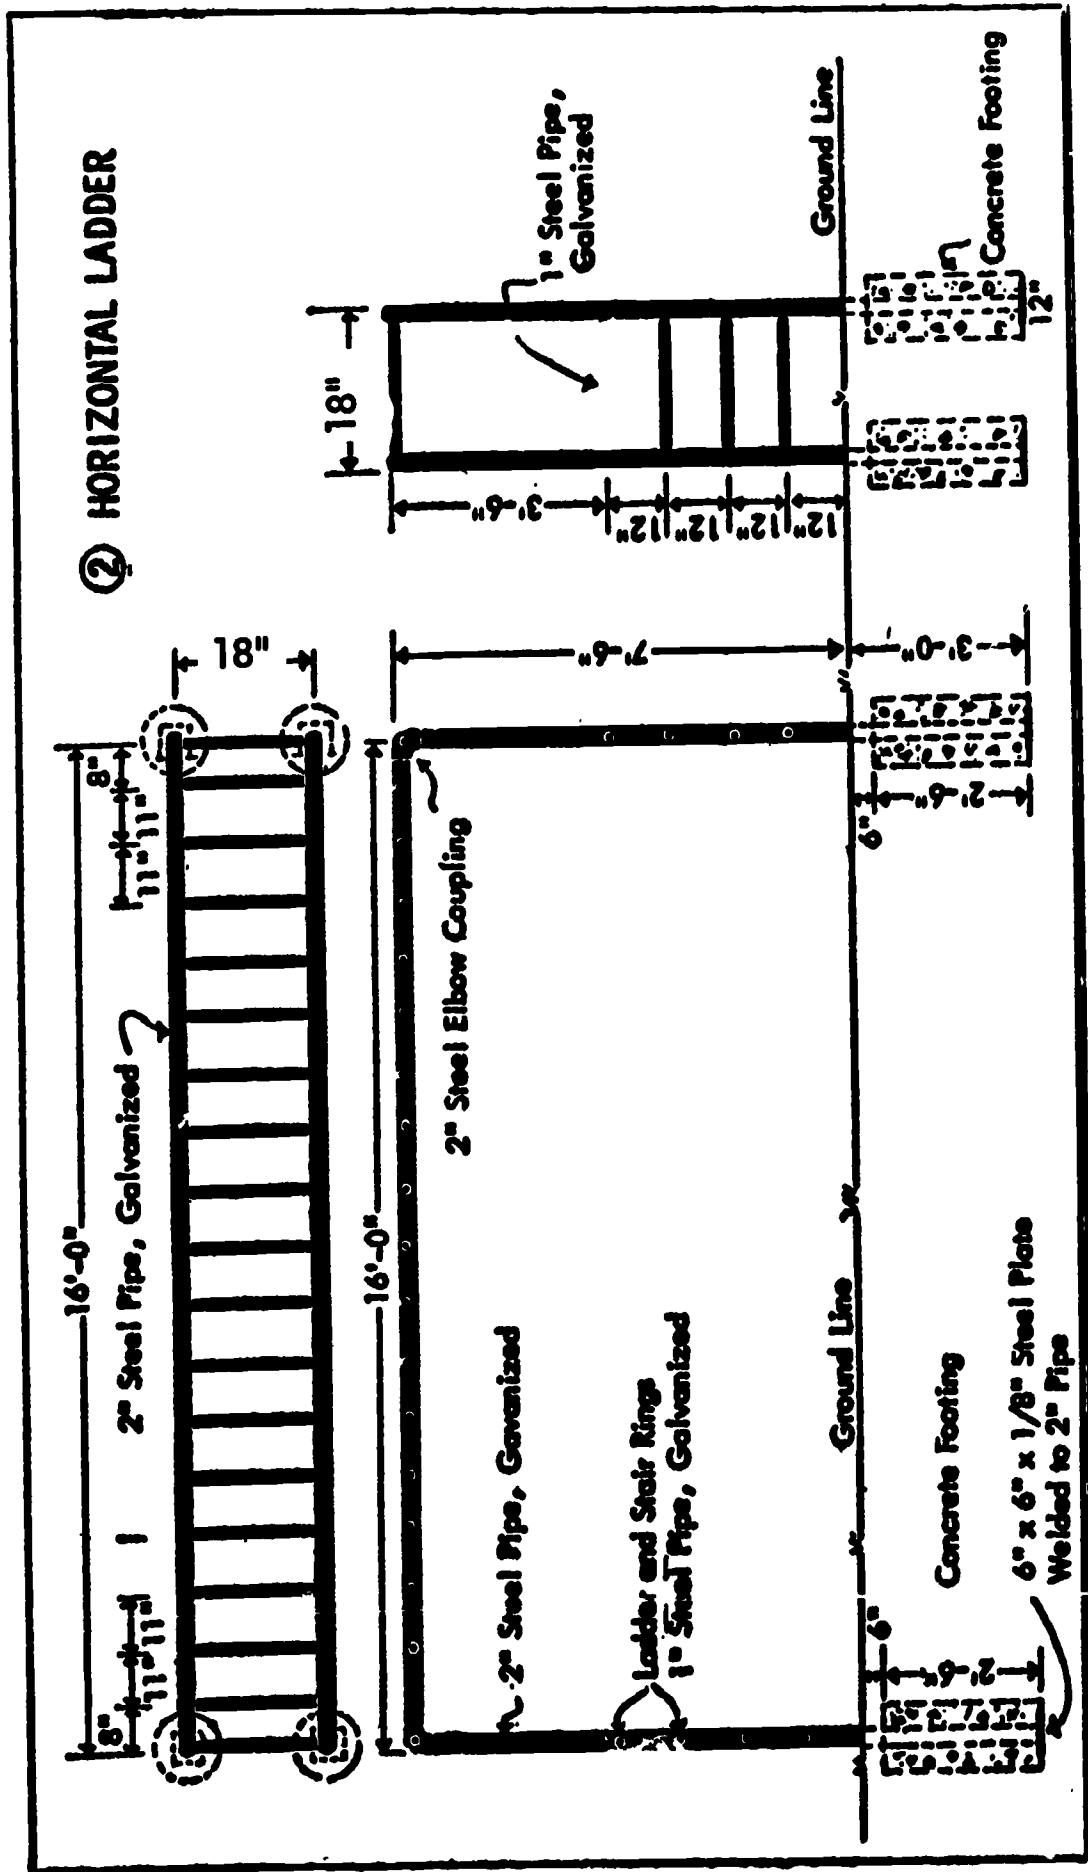 ② HORIZONTAL LADDER
16'-0"
8"
11" 11"
2" Steel Pipe, Galvanized
11" 11"
8"
18"
16'-0"
2" Steel Elbow Coupling
2" Steel Pipe, Gavanized
Ladder and Stair Rings
1" Steel Pipe, Galvanized
7'-6"
3'-0"
Ground Line
6"
2'-6"
6"
2'-6"
Concrete Footing
6" x 6" x 1/8" Steel Plate
Welded to 2" Pipe
18"
1" Steel Pipe,
Galvanized
3'-6"
12"
12"
12"
12"
Ground Line
Concrete Footing
12"